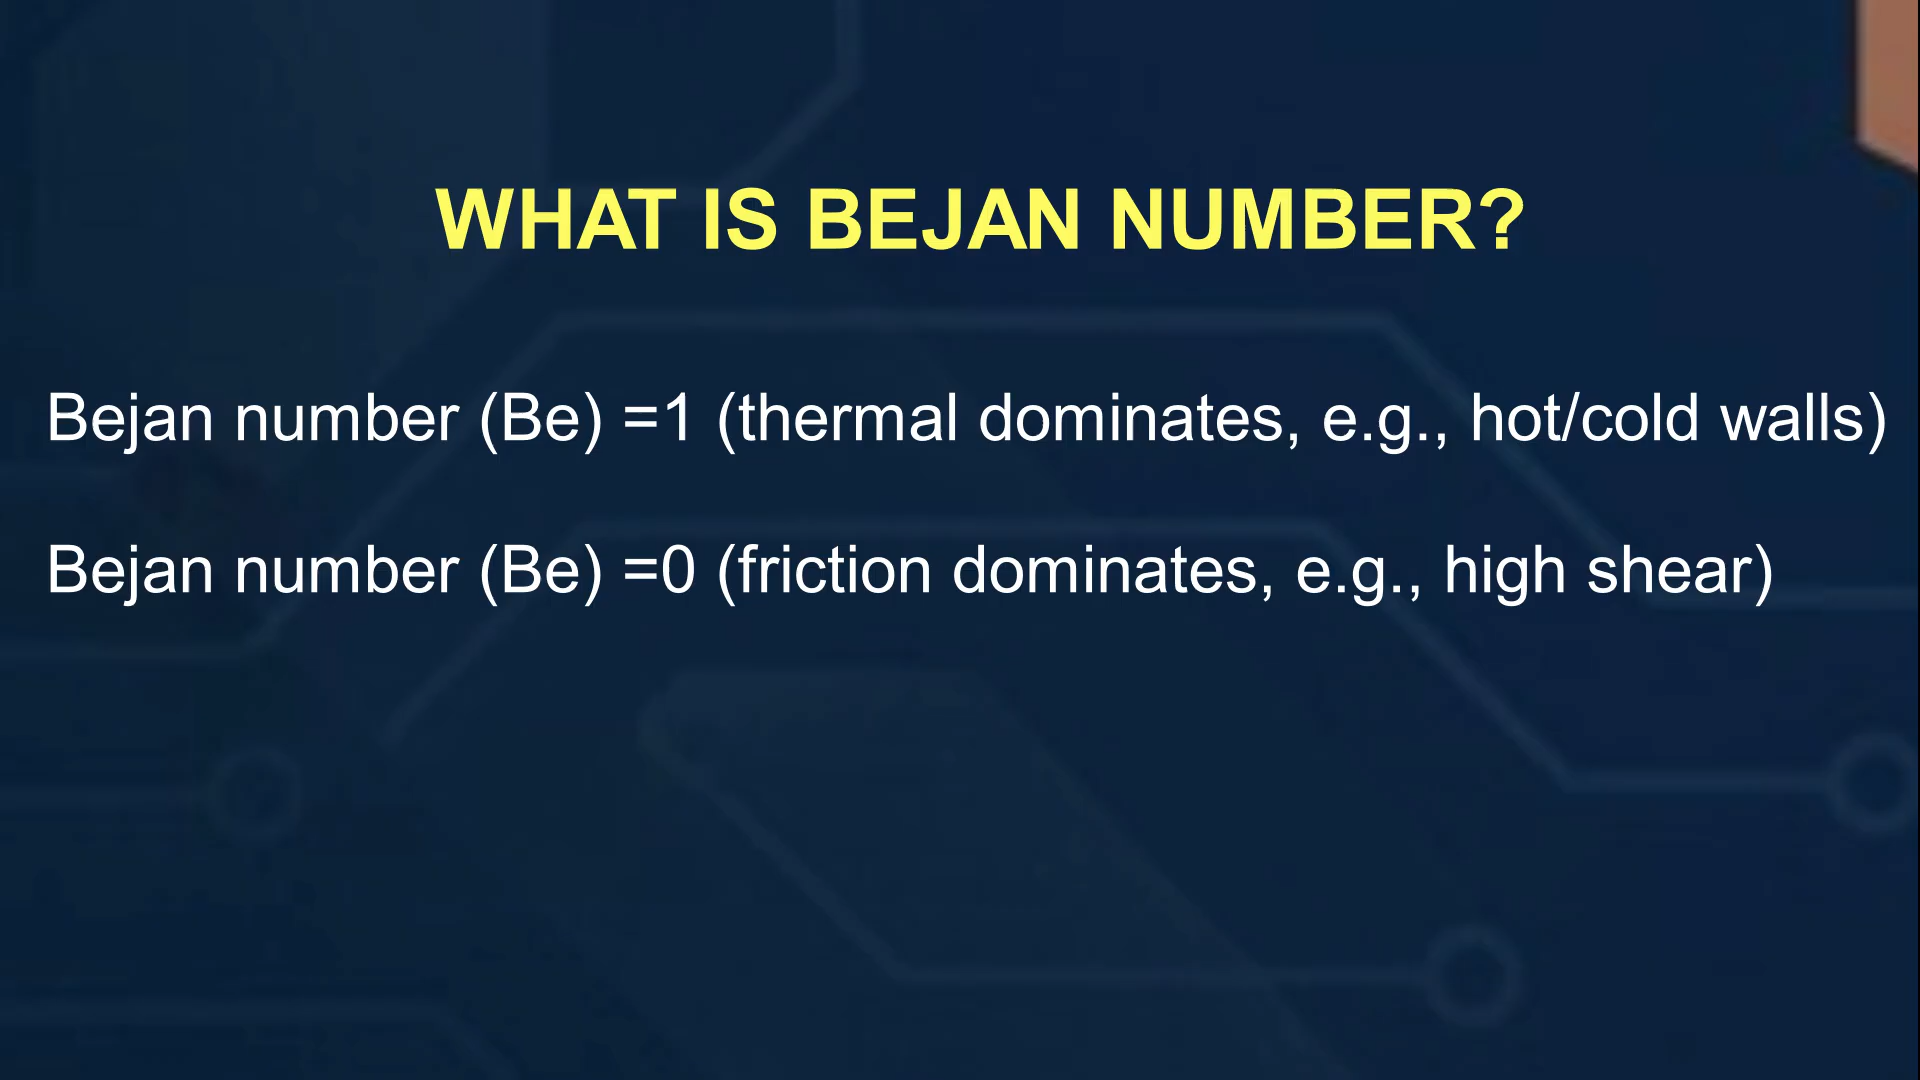 WHAT IS BEJAN NUMBER?
Bejan number (Be) =1 (thermal dominates, e.g., hot/cold walls)
Bejan number (Be) =0 (friction dominates, e.g., high shear)